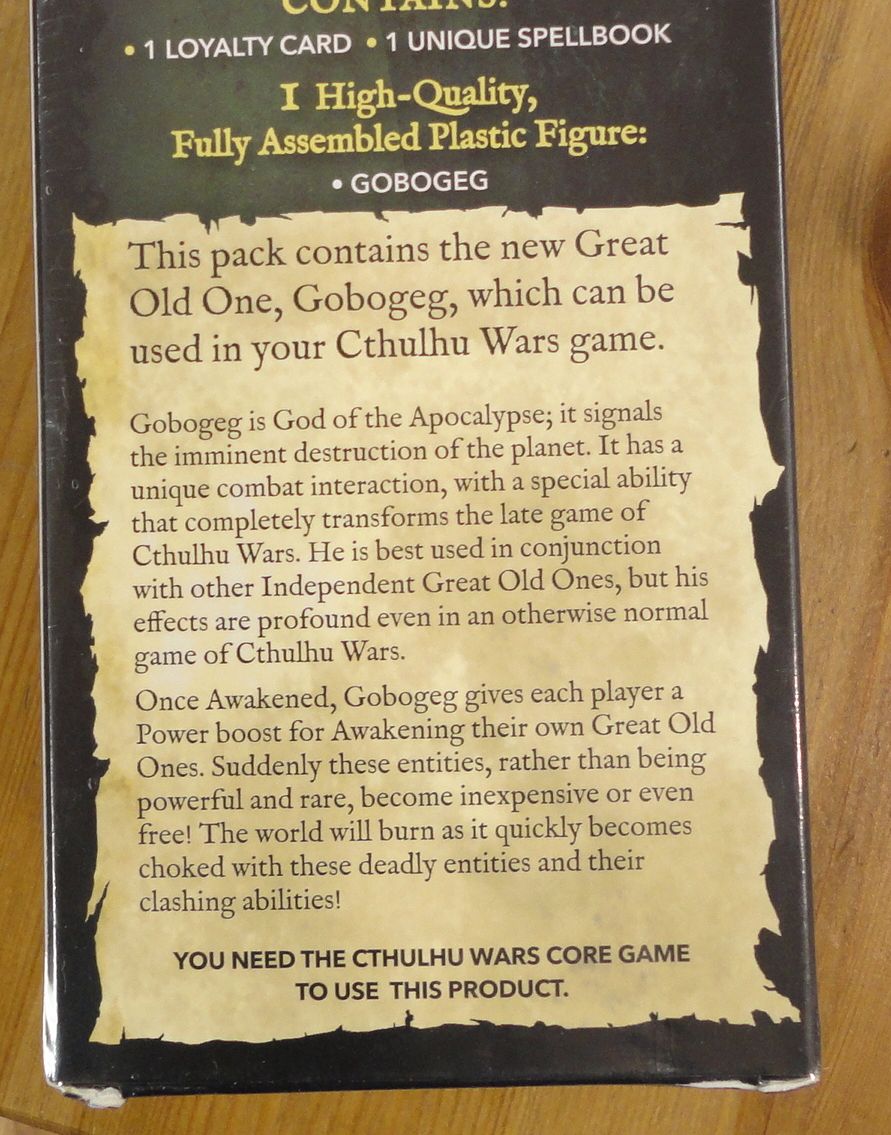 CONTAINS:
• 1 LOYALTY CARD • 1 UNIQUE SPELLBOOK
1 High-Quality,
Fully Assembled Plastic Figure:
• GOBOGEG
This pack contains the new Great
Old One, Gobogeg, which can be
used in your Cthulhu Wars game.
Gobogeg is God of the Apocalypse; it signals
the imminent destruction of the planet. It has a
unique combat interaction, with a special ability
that completely transforms the late game of
Cthulhu Wars. He is best used in conjunction
with other Independent Great Old Ones, but his
effects are profound even in an otherwise normal
game of Cthulhu Wars.
Once Awakened, Gobogeg gives each player a
Power boost for Awakening their own Great Old
Ones. Suddenly these entities, rather than being
powerful and rare, become inexpensive or even
free! The world will burn as it quickly becomes
choked with these deadly entities and their
clashing abilities!
YOU NEED THE CTHULHU WARS CORE GAME
TO USE THIS PRODUCT.